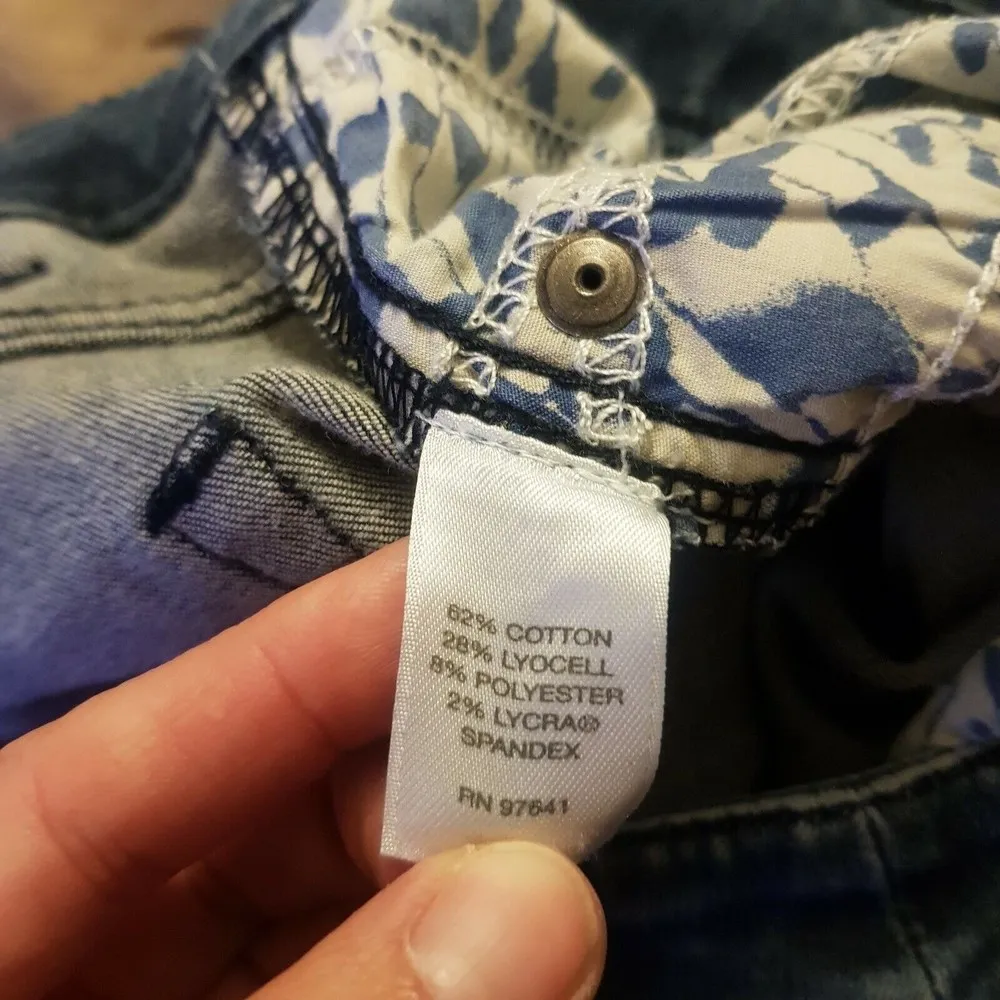 62% COTTON
28% LYOCELL
8% POLYESTER
2% LYCRA®
SPANDEX
RN 97641